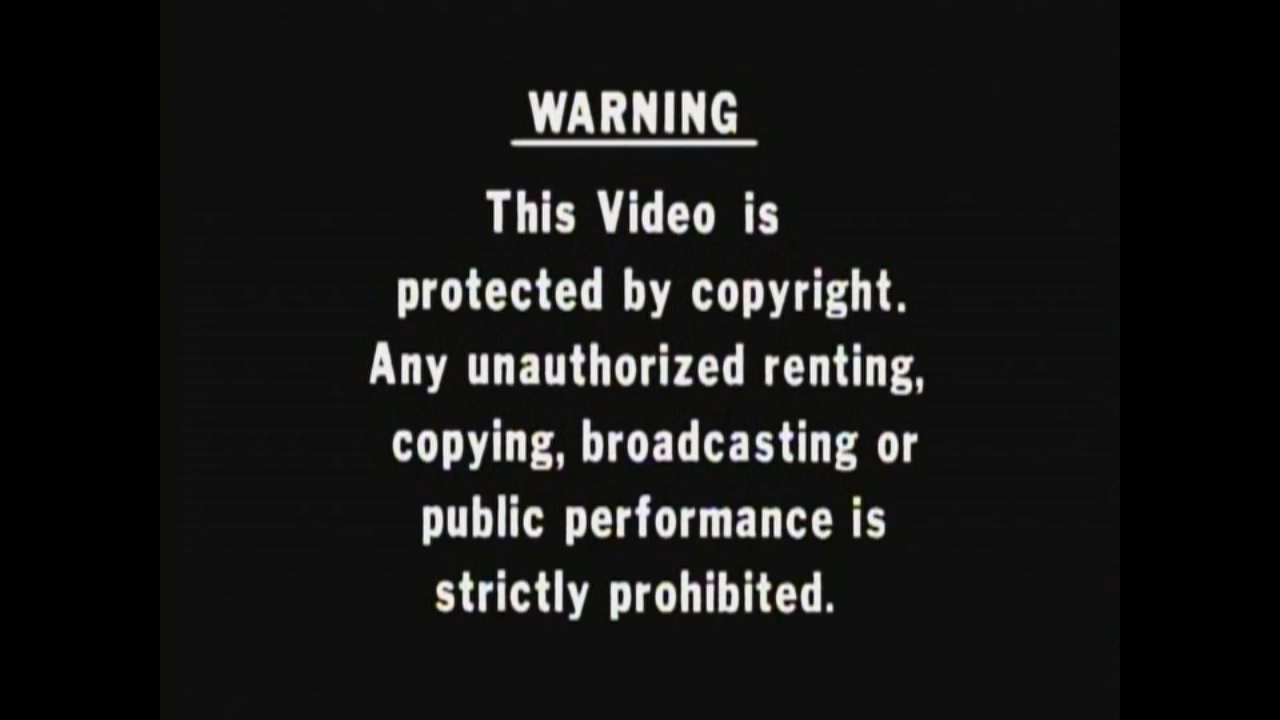 WARNING
This Video is
protected by copyright.
Any unauthorized renting,
copying, broadcasting or
public performance is
strictly prohibited.